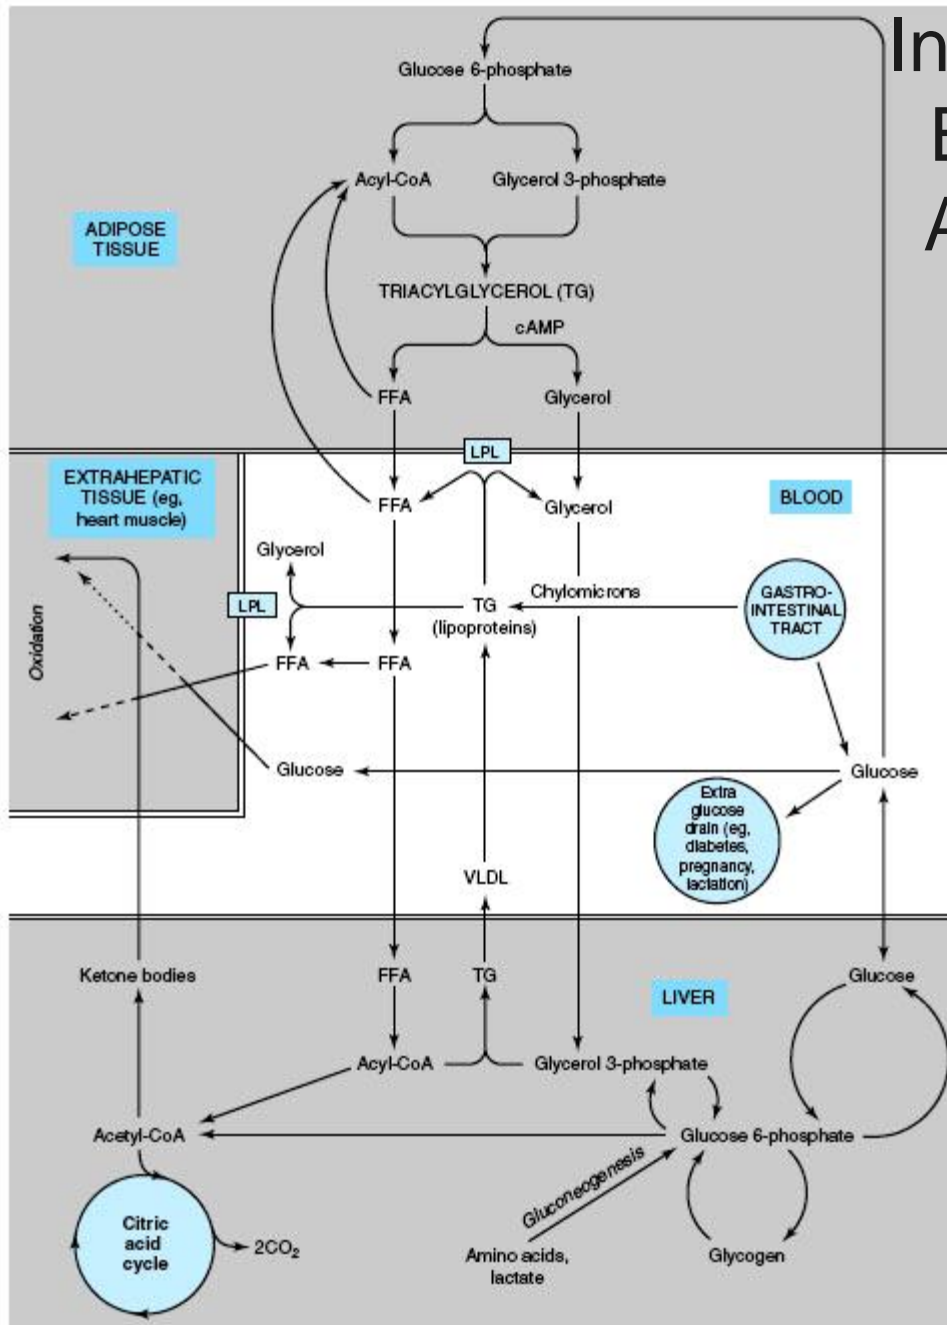 In
E
A
Glucose 6-phosphate
Acyl-CoA
Glycerol 3-phosphate
ADIPOSE
TISSUE
TRIACYLGLYCEROL (TG)
cAMP
FFA
Glycerol
LPL
EXTRAHEPATIC
TISSUE (eg,
heart muscle)
BLOOD
FFA
Glycerol
Glycerol
LPL
TG
(lipoproteins)
Chylomicrons
GASTRO-
INTESTINAL
TRACT
Oxidation
FFA
FFA
Glucose
Glucose
Extra
glucose
drain (eg,
diabetes,
pregnancy,
lactation)
VLDL
Ketone bodies
FFA
TG
LIVER
Glucose
Acyl-CoA
Glycerol 3-phosphate
Acetyl-CoA
Glucose 6-phosphate
Gluconeogenesis
Citric
acid
cycle
2CO₂
Amino acids,
lactate
Glycogen